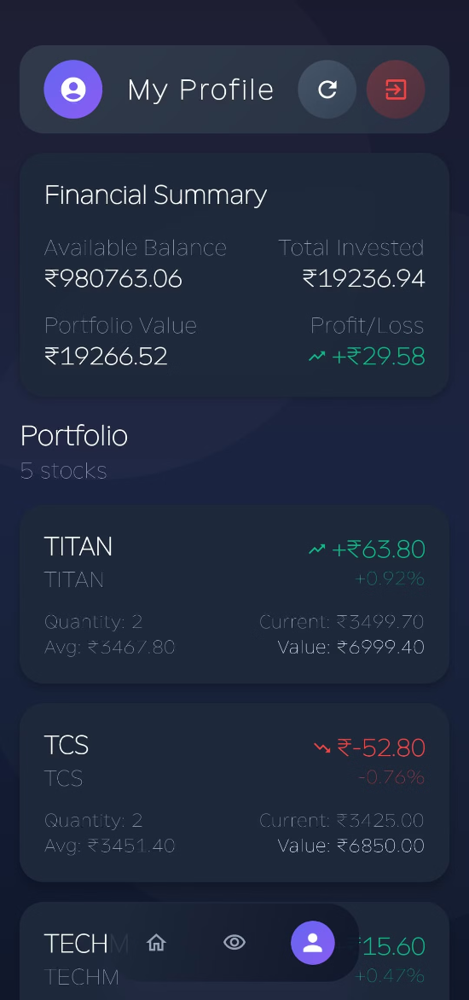 My Profile
Financial Summary
Available Balance Total Invested
₹980763.06 ₹19236.94
Portfolio Value Profit/Loss
₹19266.52 +₹29.58
Portfolio
5 stocks
TITAN +₹63.80
TITAN +0.92%
Quantity: 2 Current: ₹3499.70
Avg: ₹3467.80 Value: ₹6999.40
TCS ₹-52.80
TCS -0.76%
Quantity: 2 Current: ₹3425.00
Avg: ₹3451.40 Value: ₹6850.00
TECHM 15.60
TECHM +0.47%